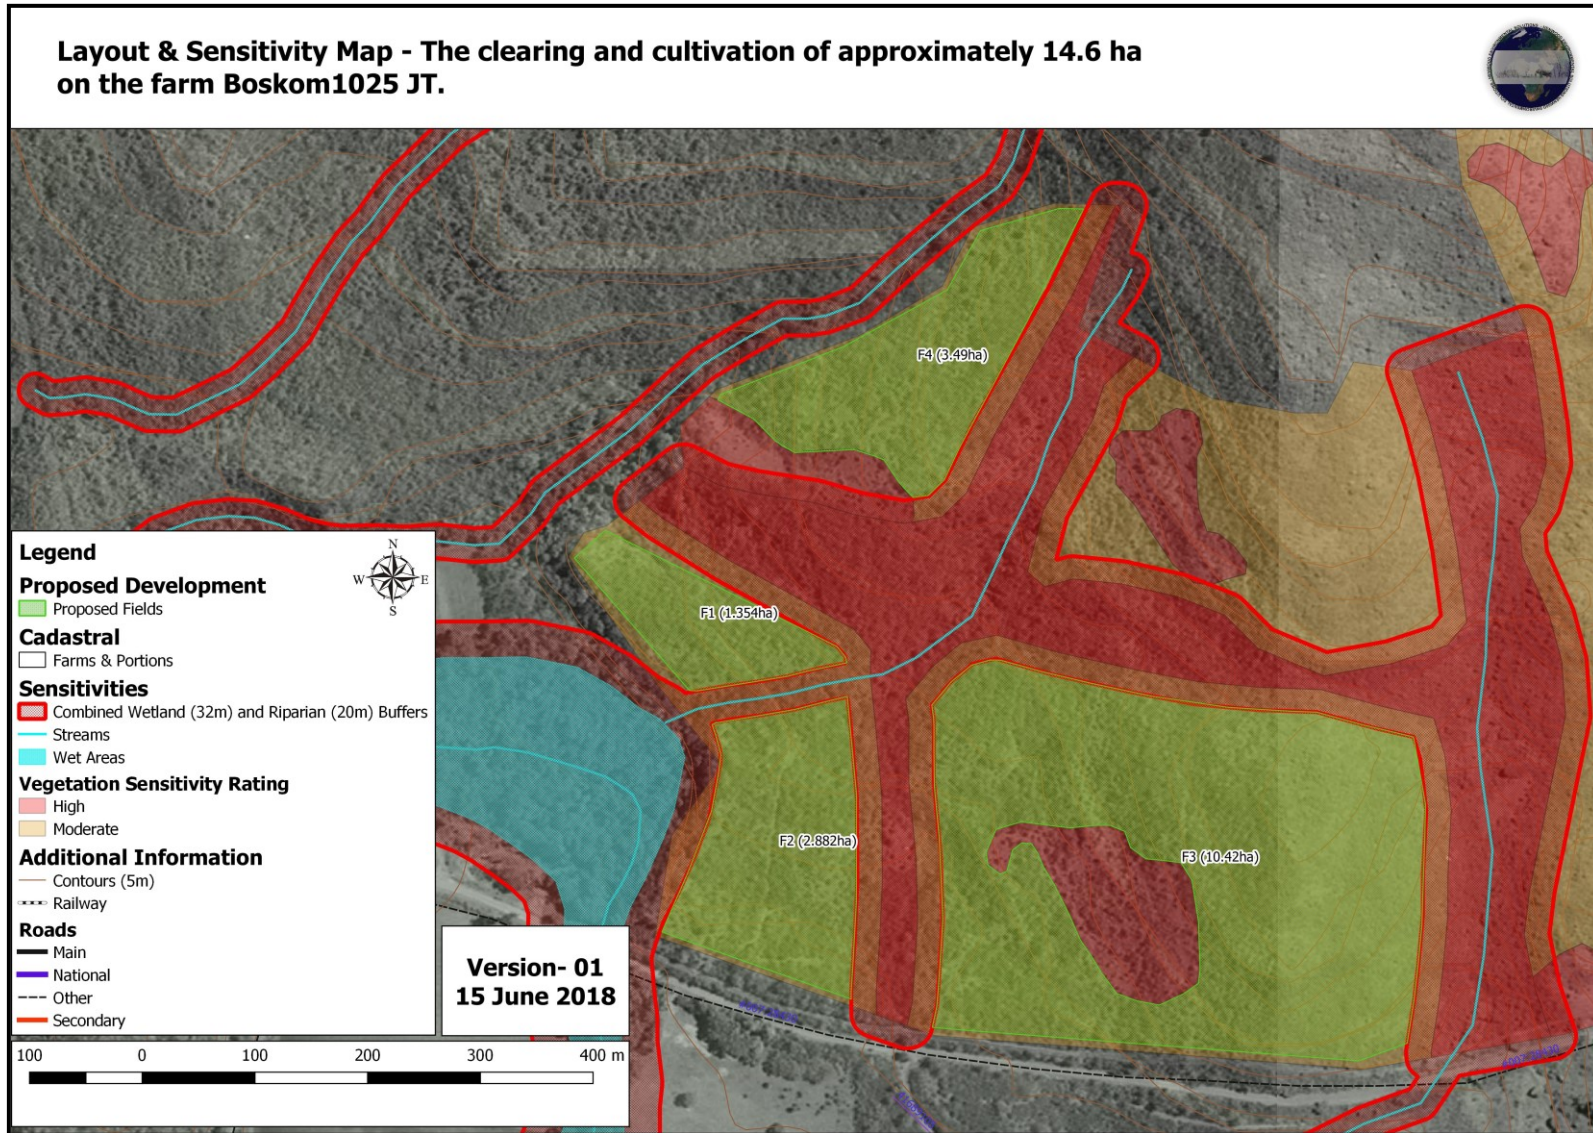 Layout & Sensitivity Map - The clearing and cultivation of approximately 14.6 ha
on the farm Boskom1025 JT.
F4 (3.49ha)
F1 (1.354ha)
F2 (2.882ha)
F3 (10.42ha)
Legend
N
W
E
S
Proposed Development
Proposed Fields
Cadastral
Farms & Portions
Sensitivities
Combined Wetland (32m) and Riparian (20m) Buffers
Streams
Wet Areas
Vegetation Sensitivity Rating
High
Moderate
Additional Information
Contours (5m)
Railway
Roads
Main
National
Other
Secondary
Version- 01
15 June 2018
100 0 100 200 300 400 m